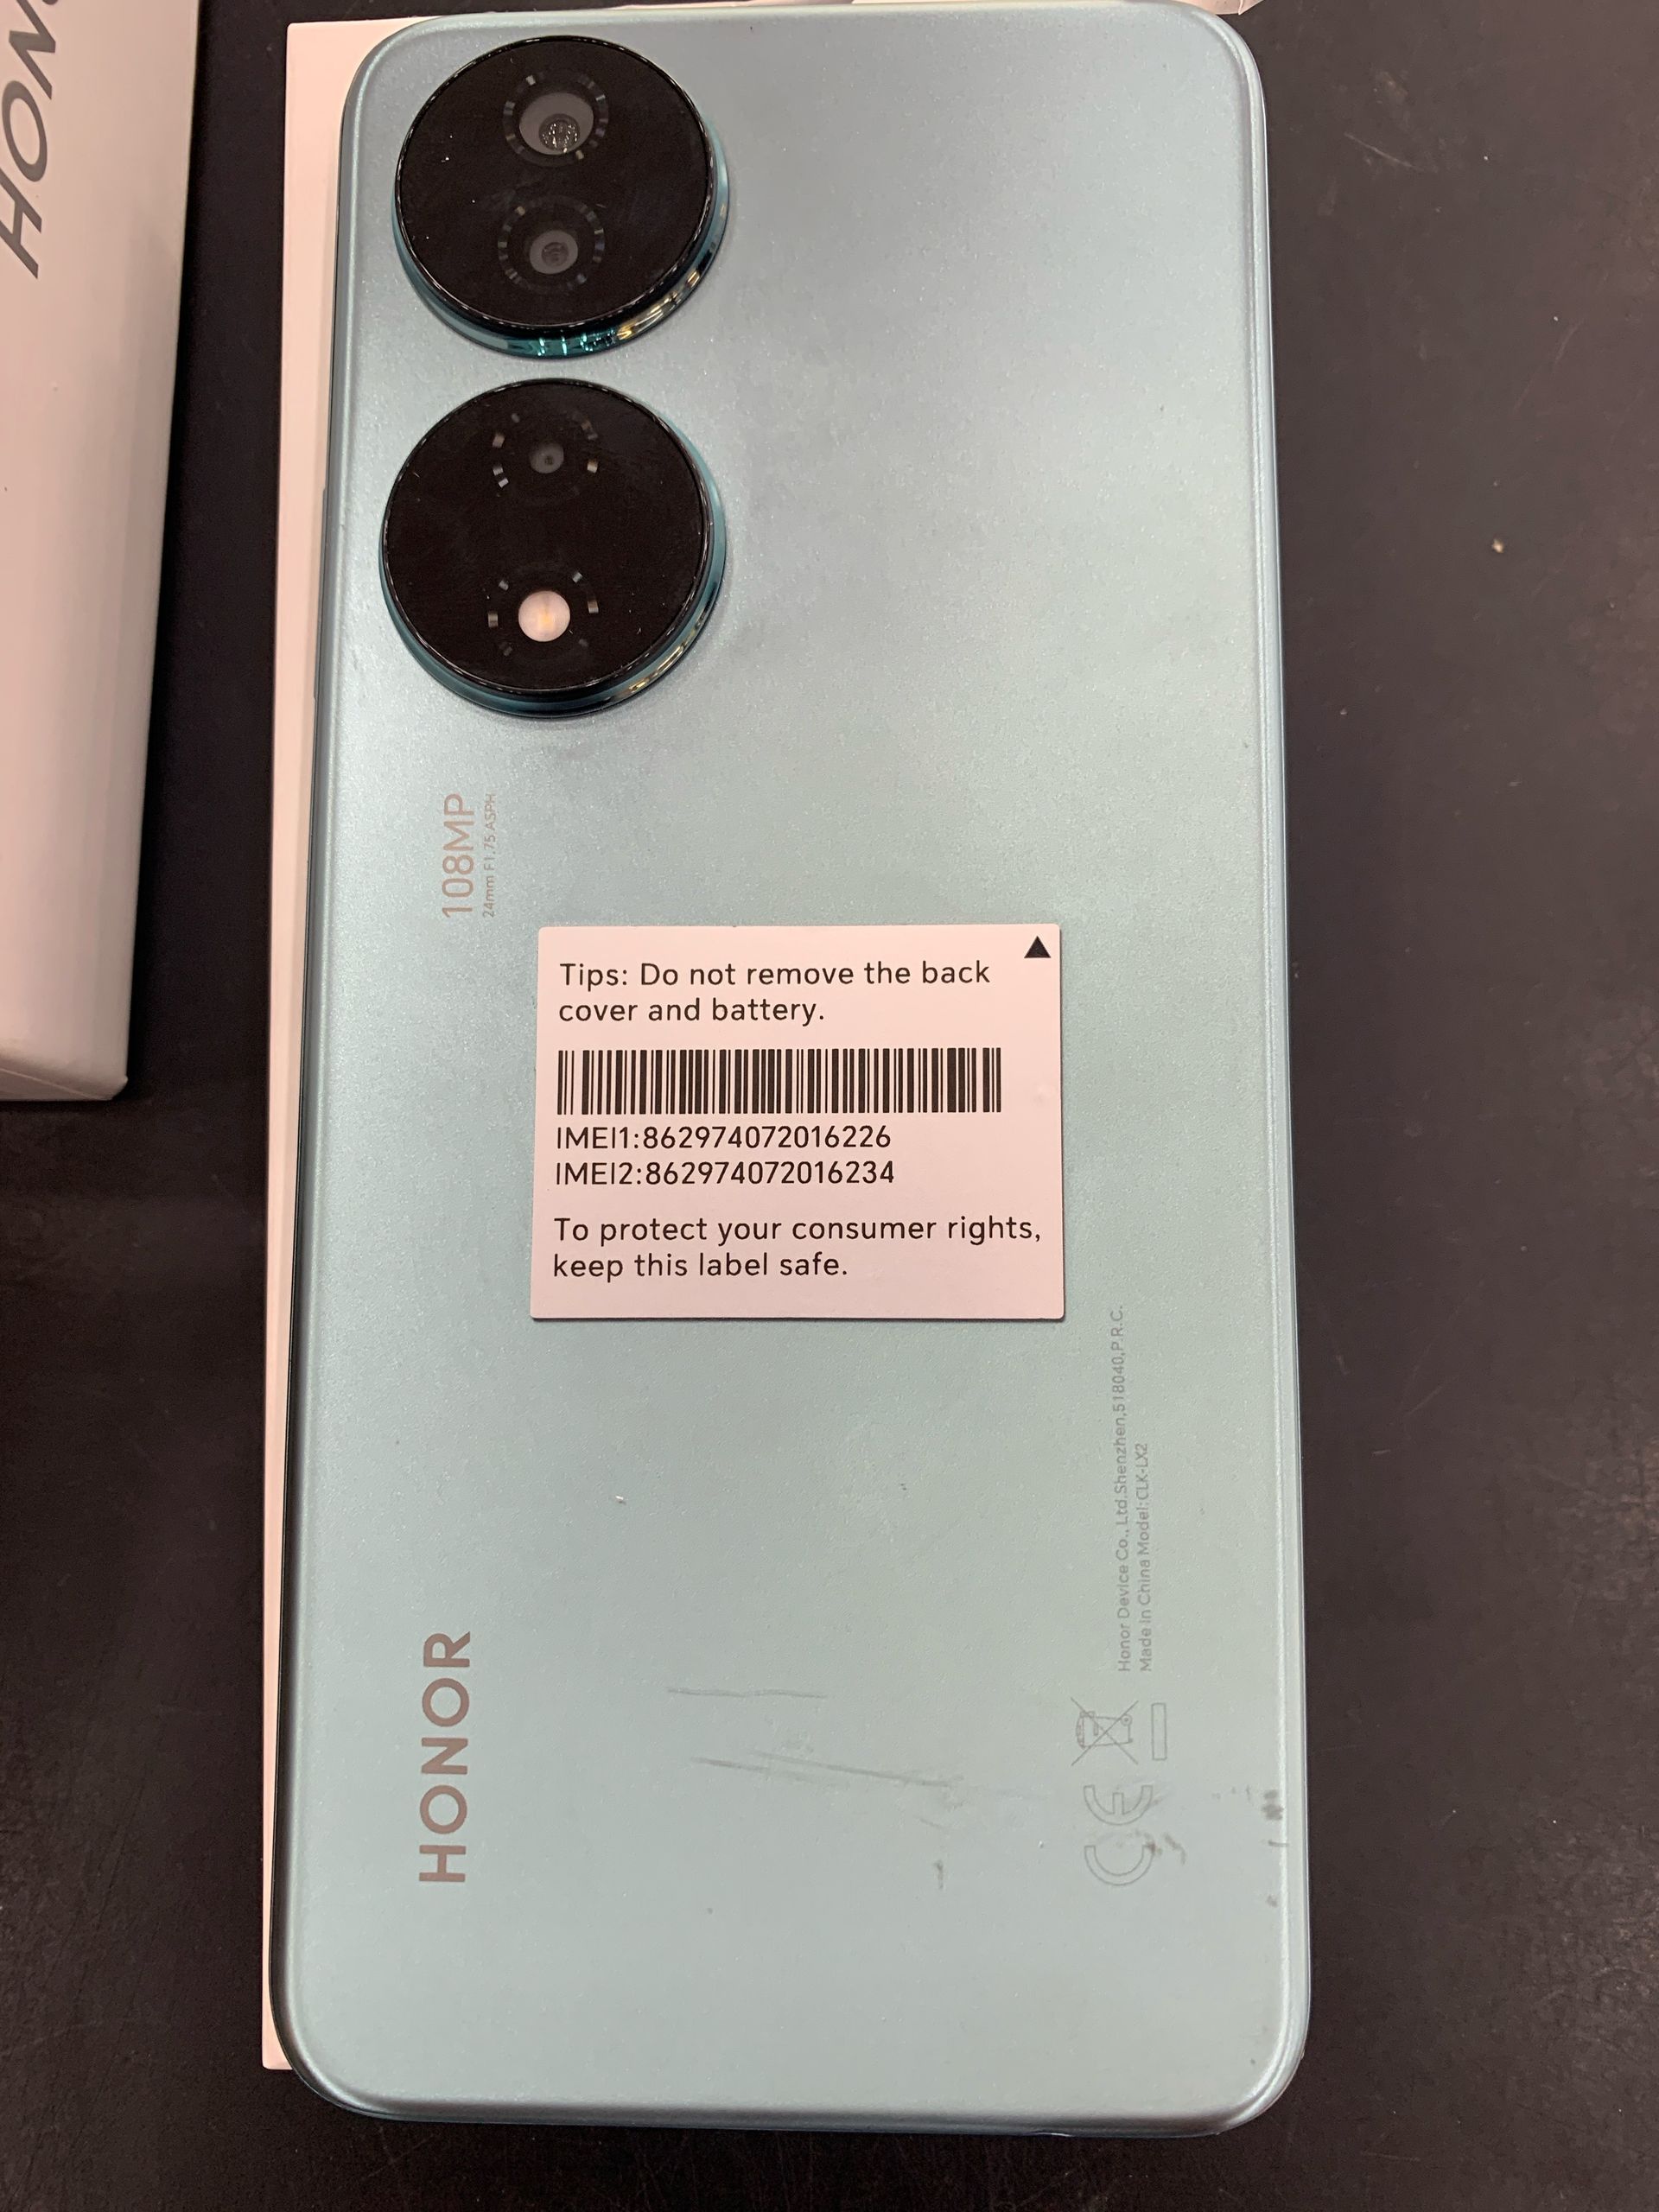 HONO
108MP
24mm F1.75 ASPH
Tips: Do not remove the back
cover and battery.
IMEI1:862974072016226
IMEI2:862974072016234
To protect your consumer rights,
keep this label safe.
Honor Device Co., Ltd.Shenzhen,518040,P.R.C.
Made in China Model:CLK-LX2
HONOR
CE